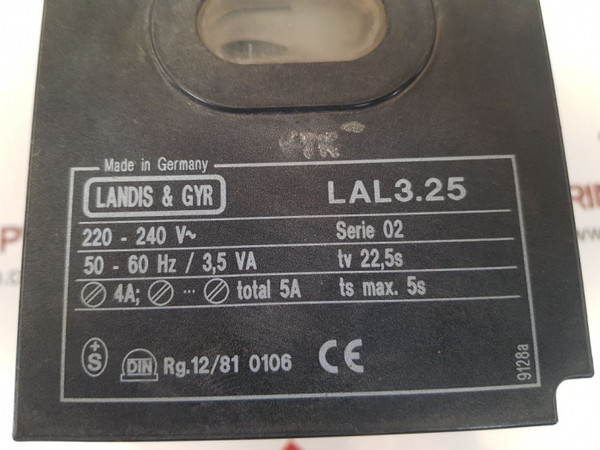 Made in Germany
LANDIS & GYR
LAL3.25
220 - 240 V~
Serie 02
50 - 60 Hz / 3,5 VA
tv 22,5s
4A; ... total 5A
ts max. 5s
+
S
DIN
Rg.12/81 0106
CE
9128a